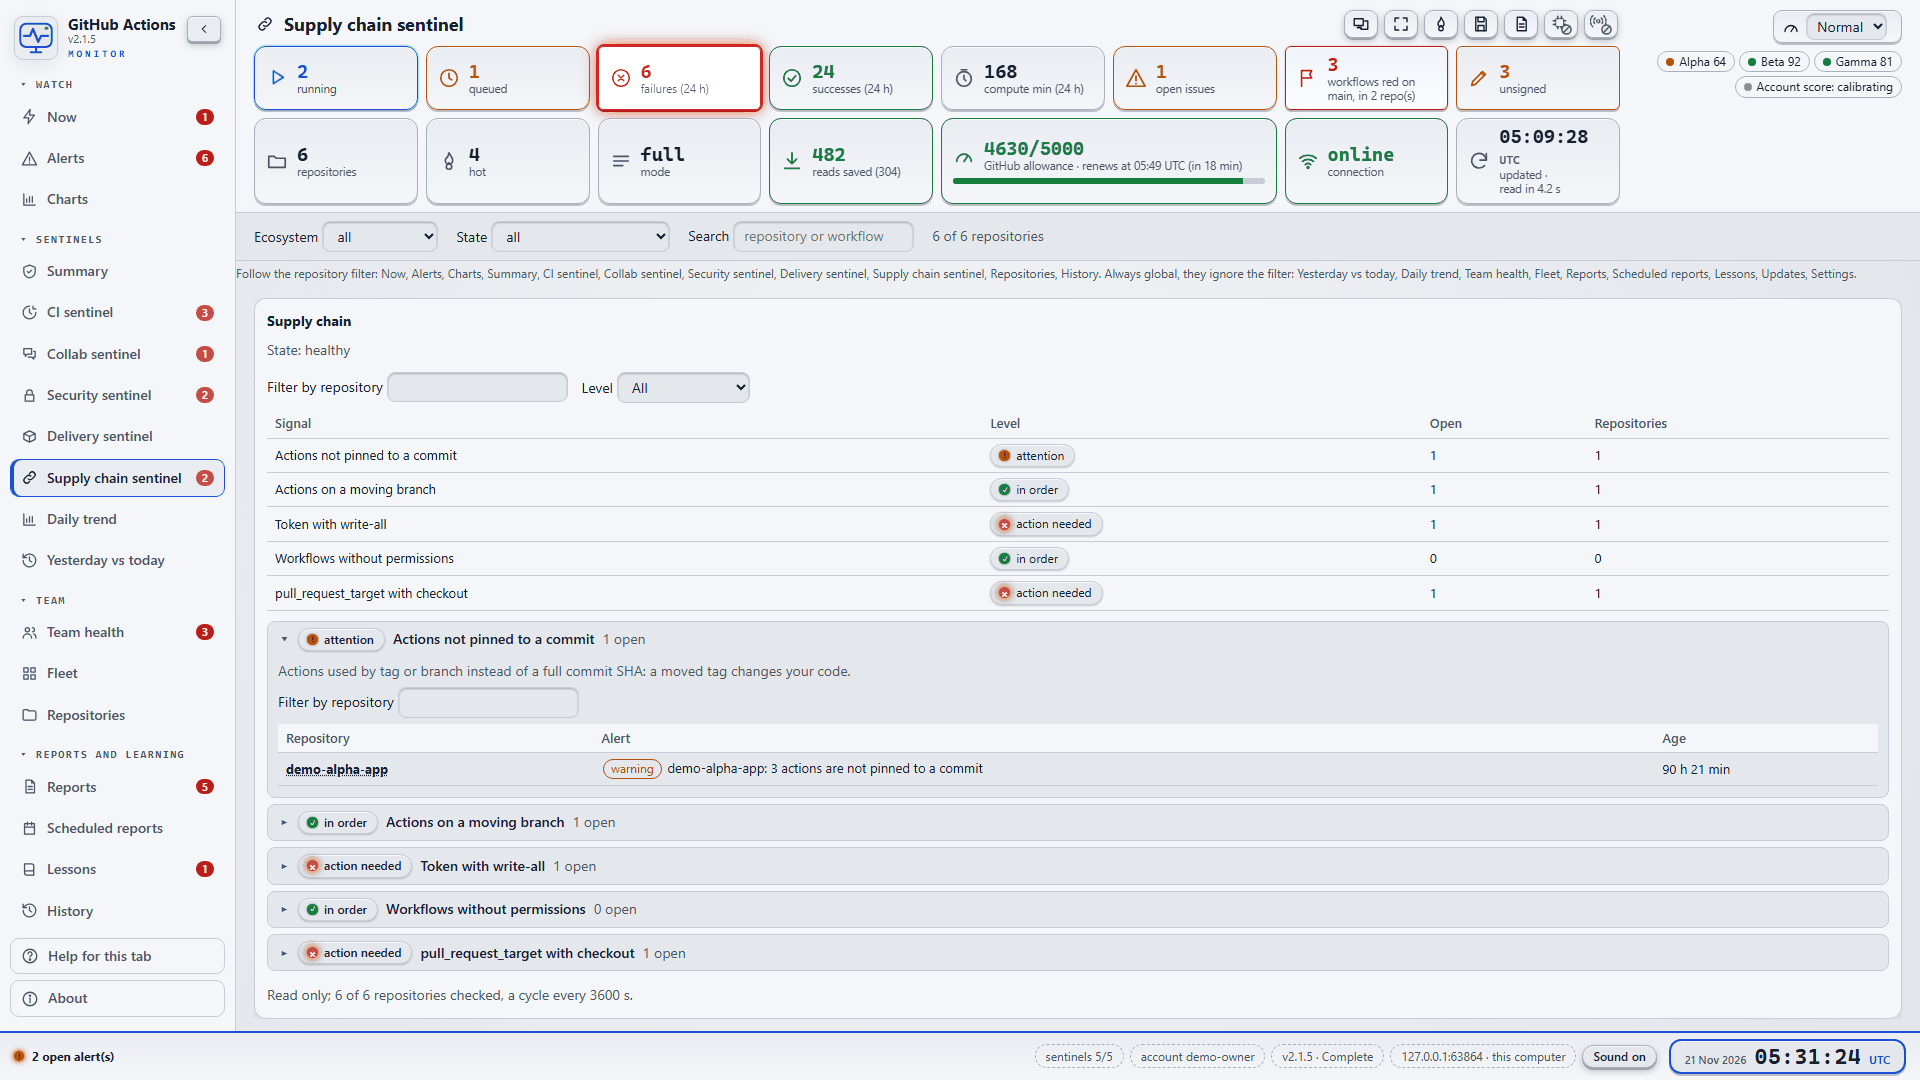 GitHub Actions
v2.1.5
MONITOR
WATCH
Now 1
Alerts 6
Charts
SENTINELS
Summary
CI sentinel 3
Collab sentinel 1
Security sentinel 2
Delivery sentinel
Supply chain sentinel 2
Daily trend
Yesterday vs today
TEAM
Team health 3
Fleet
Repositories
REPORTS AND LEARNING
Reports 5
Scheduled reports
Lessons 1
History
Help for this tab
About
Supply chain sentinel
Normal
Alpha 64
Beta 92
Gamma 81
Account score: calibrating
2
running
1
queued
6
failures (24 h)
24
successes (24 h)
168
compute min (24 h)
1
open issues
3
workflows red on
main, in 2 repo(s)
3
unsigned
6
repositories
4
hot
full
mode
482
reads saved (304)
4630/5000
GitHub allowance · renews at 05:49 UTC (in 18 min)
online
connection
05:09:28
UTC
updated ·
read in 4.2 s
Ecosystem all State all Search repository or workflow 6 of 6 repositories
Follow the repository filter: Now, Alerts, Charts, Summary, CI sentinel, Collab sentinel, Security sentinel, Delivery sentinel, Supply chain sentinel, Repositories, History. Always global, they ignore the filter: Yesterday vs today, Daily trend, Team health, Fleet, Reports, Scheduled reports, Lessons, Updates, Settings.
Supply chain
State: healthy
Filter by repository Level All
Signal Level Open Repositories
Actions not pinned to a commit attention 1 1
Actions on a moving branch in order 1 1
Token with write-all action needed 1 1
Workflows without permissions in order 0 0
pull_request_target with checkout action needed 1 1
attention Actions not pinned to a commit 1 open
Actions used by tag or branch instead of a full commit SHA: a moved tag changes your code.
Filter by repository
Repository Alert Age
demo-alpha-app warning demo-alpha-app: 3 actions are not pinned to a commit 90 h 21 min
in order Actions on a moving branch 1 open
action needed Token with write-all 1 open
in order Workflows without permissions 0 open
action needed pull_request_target with checkout 1 open
Read only; 6 of 6 repositories checked, a cycle every 3600 s.
2 open alert(s)
sentinels 5/5
account demo-owner
v2.1.5 · Complete
127.0.0.1:63864 · this computer
Sound on
21 Nov 2026 05:31:24 UTC